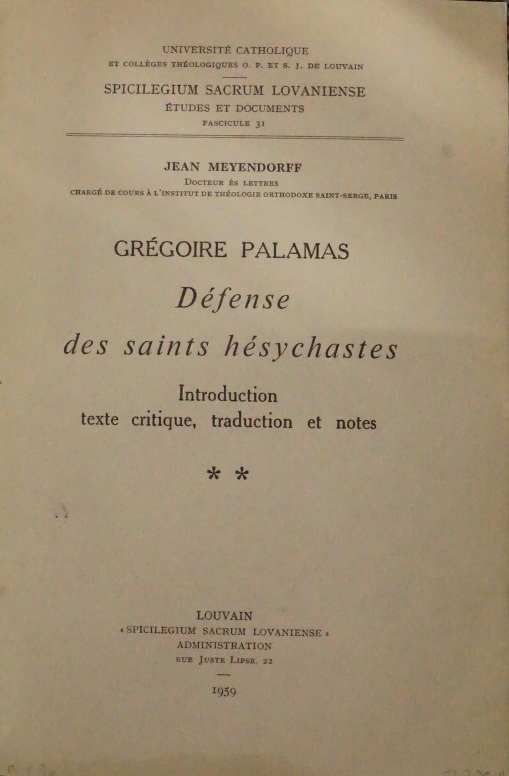 UNIVERSITÉ CATHOLIQUE
ET COLLÈGES THÉOLOGIQUES O. P. ET S. J. DE LOUVAIN
SPICILEGIUM SACRUM LOVANIENSE
ÉTUDES ET DOCUMENTS
FASCICULE 31
JEAN MEYENDORFF
DOCTEUR ÈS LETTRES
CHARGÉ DE COURS À L'INSTITUT DE THÉOLOGIE ORTHODOXE SAINT-SERGE, PARIS
GRÉGOIRE PALAMAS
Défense
des saints hésychastes
Introduction
texte critique, traduction et notes
* *
LOUVAIN
« SPICILEGIUM SACRUM LOVANIENSE »
ADMINISTRATION
RUE JUSTE LIPSE, 22
1959